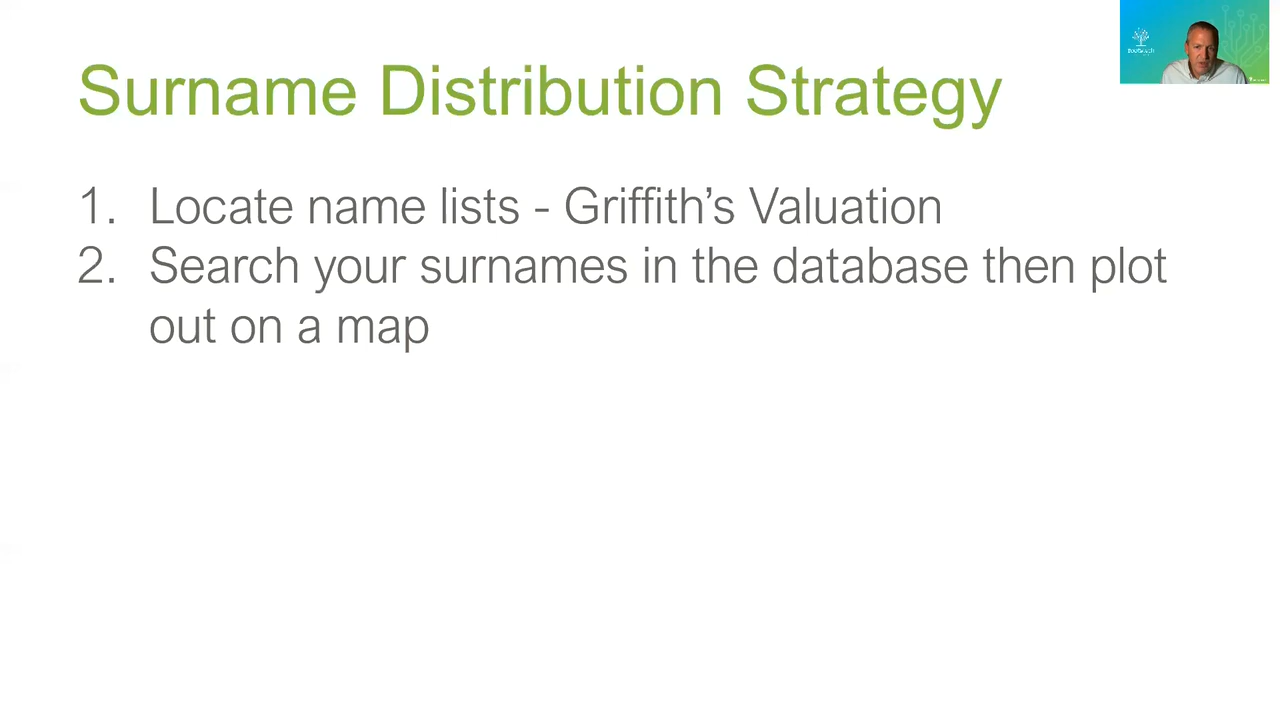 Surname Distribution Strategy
1. Locate name lists - Griffith’s Valuation
2. Search your surnames in the database then plot
out on a map
RootsTech